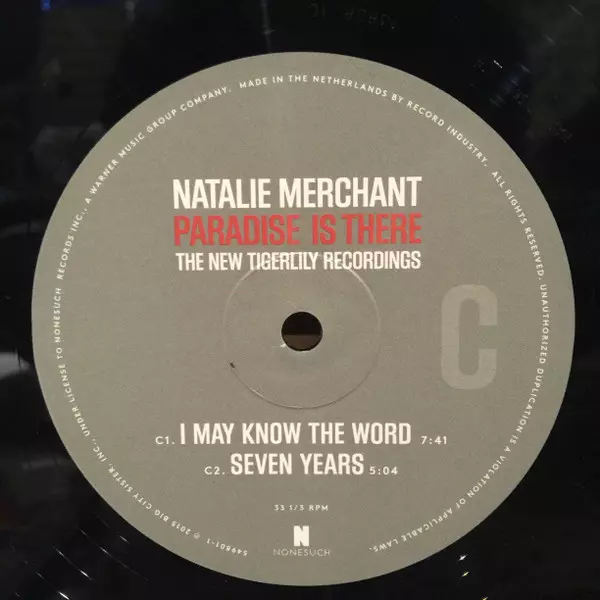 NATALIE MERCHANT
PARADISE IS THERE
THE NEW TIGERLILY RECORDINGS
C
C1. I MAY KNOW THE WORD 7:41
C2. SEVEN YEARS 5:04
33 1/3 RPM
N
NONESUCH
549801-1 ℗ 2015 BIG CITY SISTER, INC., UNDER LICENSE TO NONESUCH RECORDS INC., A WARNER MUSIC GROUP COMPANY. MADE IN THE NETHERLANDS BY RECORD INDUSTRY. ALL RIGHTS RESERVED. UNAUTHORIZED DUPLICATION IS A VIOLATION OF APPLICABLE LAWS.